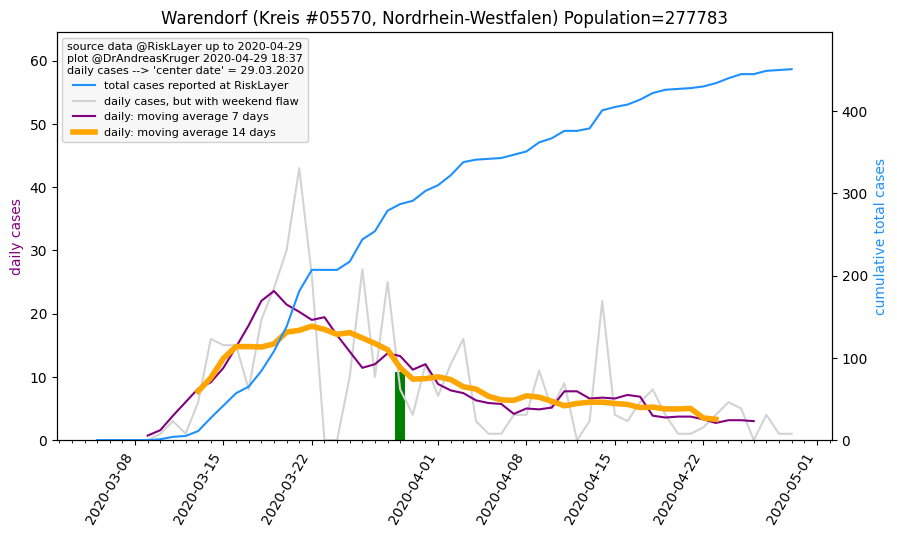 Warendorf (Kreis #05570, Nordrhein-Westfalen) Population=277783
source data @RiskLayer up to 2020-04-29
plot @DrAndreasKruger 2020-04-29 18:37
daily cases --> 'center date' = 29.03.2020
total cases reported at RiskLayer
daily cases, but with weekend flaw
daily: moving average 7 days
daily: moving average 14 days
daily cases
60
50
40
30
20
10
0
cumulative total cases
400
300
200
100
0
2020-03-08
2020-03-15
2020-03-22
2020-04-01
2020-04-08
2020-04-15
2020-04-22
2020-05-01